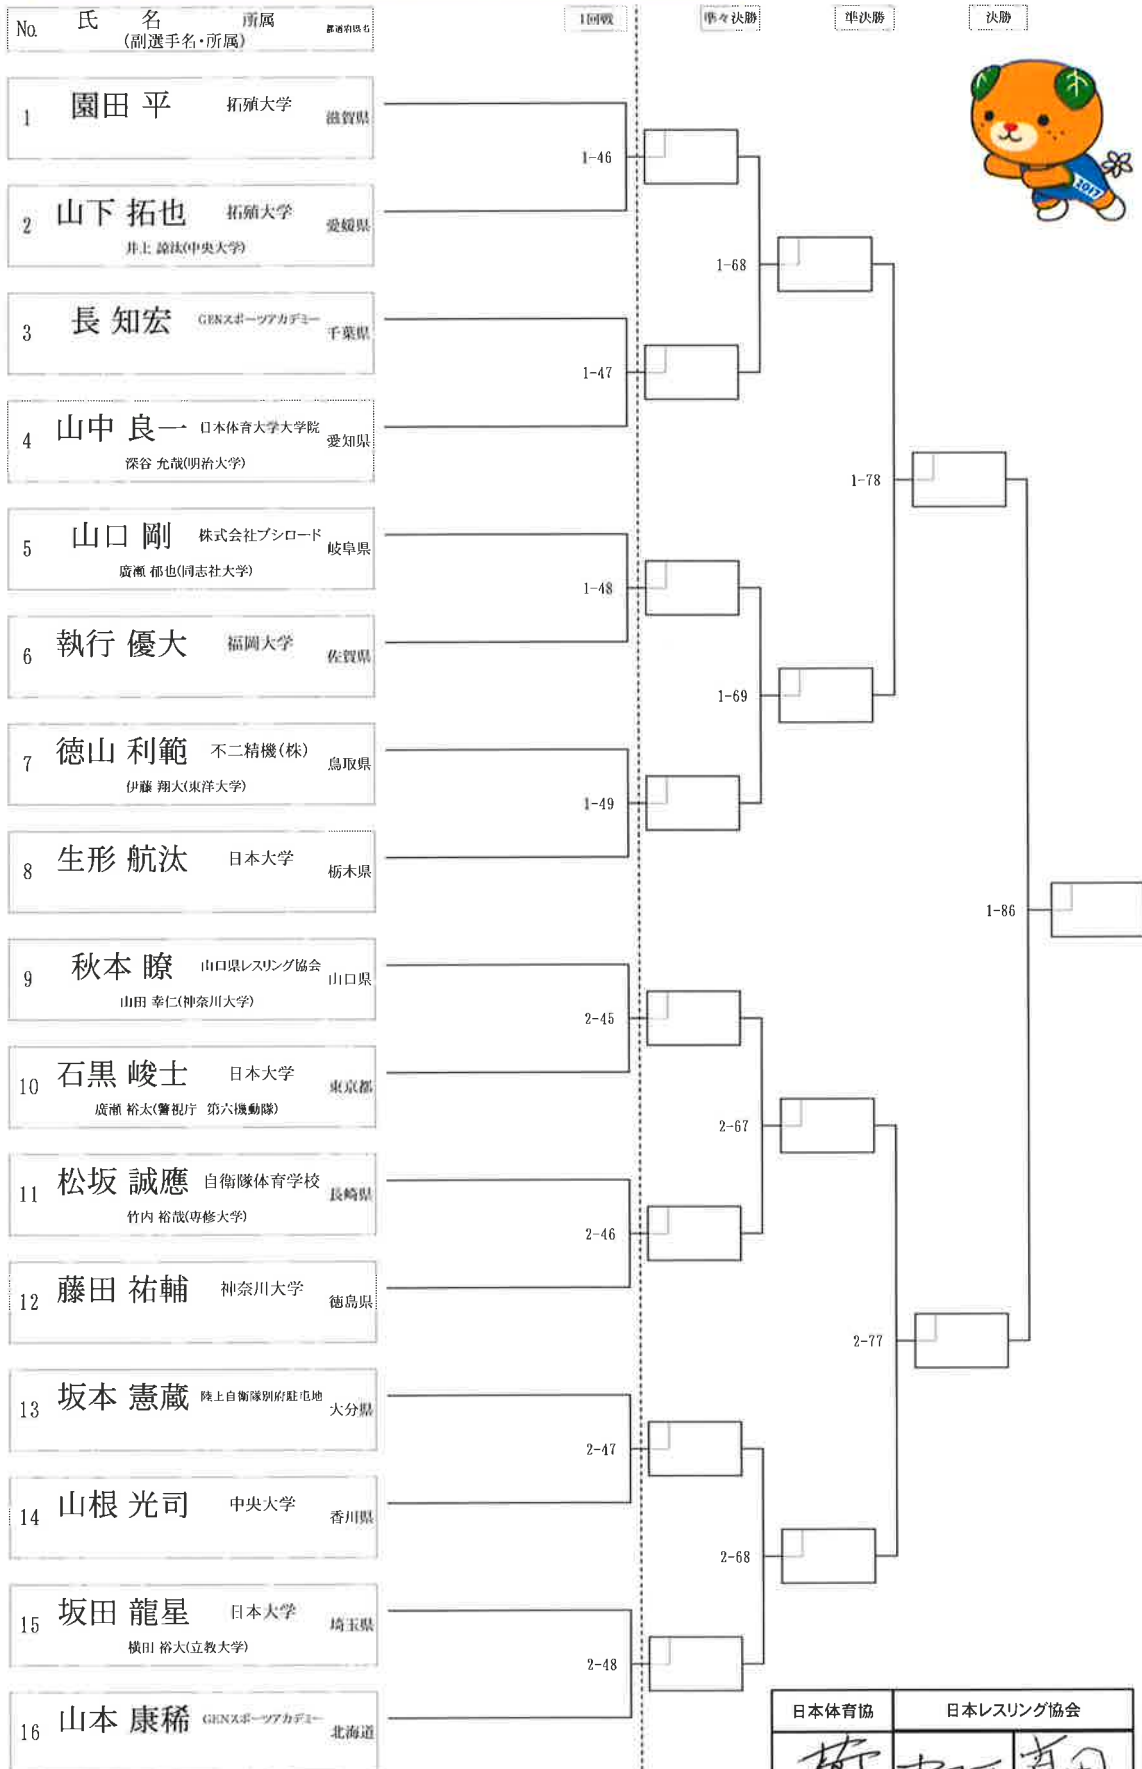 No. 氏 名 所属 都道府県名 1回戦 準々決勝 準決勝 決勝
(副選手名・所属)
1 園田 平 拓殖大学 滋賀県
1-46
2 山下 拓也 拓殖大学 愛媛県
井上 諒汰(中央大学)
1-68
3 長 知宏 GENスポーツアカデミー 千葉県
1-47
4 山中 良一 日本体育大学大学院 愛知県
深谷 允哉(明治大学)
1-78
5 山口 剛 株式会社ブシロード 岐阜県
廣瀬 郁也(同志社大学)
1-48
6 執行 優大 福岡大学 佐賀県
1-69
7 徳山 利範 不二精機(株) 鳥取県
伊藤 翔大(東洋大学)
1-49
8 生形 航汰 日本大学 栃木県
1-86
9 秋本 瞭 山口県レスリング協会 山口県
山田 幸仁(神奈川大学)
2-45
10 石黒 峻士 日本大学 東京都
廣瀬 裕太(警視庁 第六機動隊)
2-67
11 松坂 誠應 自衛隊体育学校 長崎県
竹内 裕哉(専修大学)
2-46
12 藤田 祐輔 神奈川大学 徳島県
2-77
13 坂本 憲蔵 陸上自衛隊別府駐屯地 大分県
2-47
14 山根 光司 中央大学 香川県
2-68
15 坂田 龍星 日本大学 埼玉県
横田 裕大(立教大学)
2-48
16 山本 康稀 GENスポーツアカデミー 北海道
2017
日本体育協 日本レスリング協会